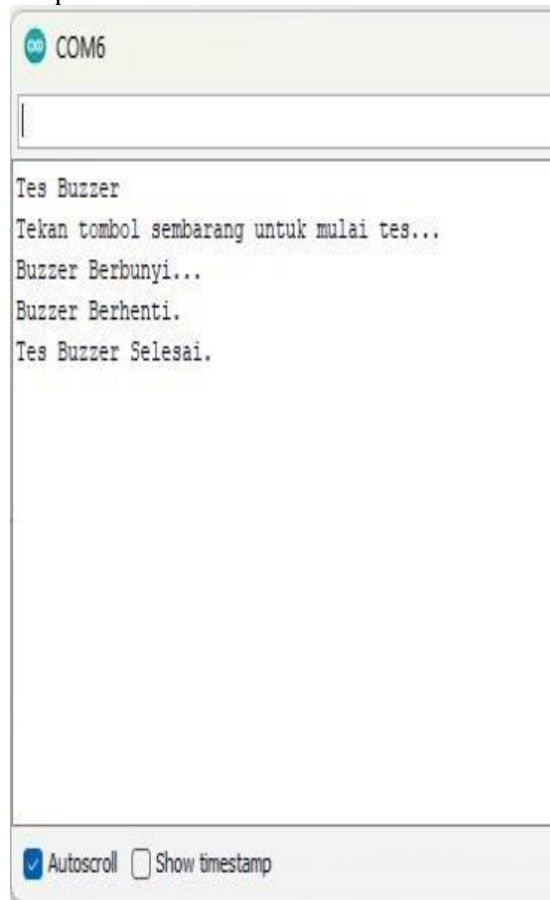 COM6
Tes Buzzer
Tekan tombol sembarang untuk mulai tes...
Buzzer Berbunyi...
Buzzer Berhenti.
Tes Buzzer Selesai.
Autoscroll Show timestamp